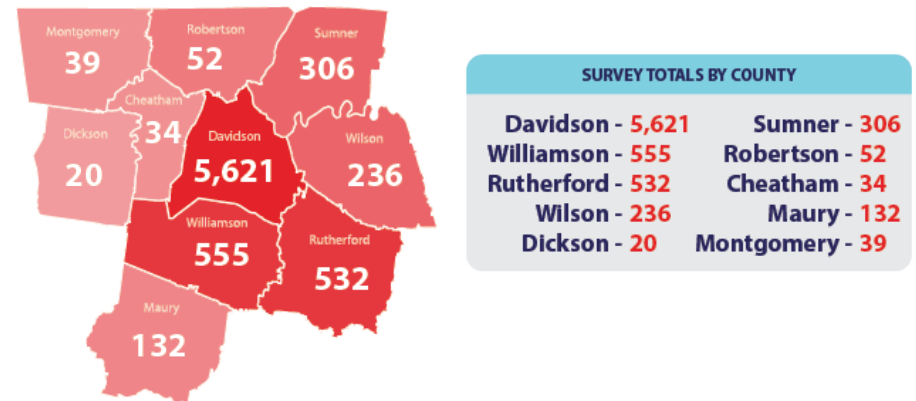 Montgomery
39
Robertson
52
Sumner
306
Cheatham
34
Dickson
20
Davidson
5,621
Wilson
236
Williamson
555
Rutherford
532
Maury
132
SURVEY TOTALS BY COUNTY
Davidson - 5,621
Williamson - 555
Rutherford - 532
Wilson - 236
Dickson - 20
Sumner - 306
Robertson - 52
Cheatham - 34
Maury - 132
Montgomery - 39